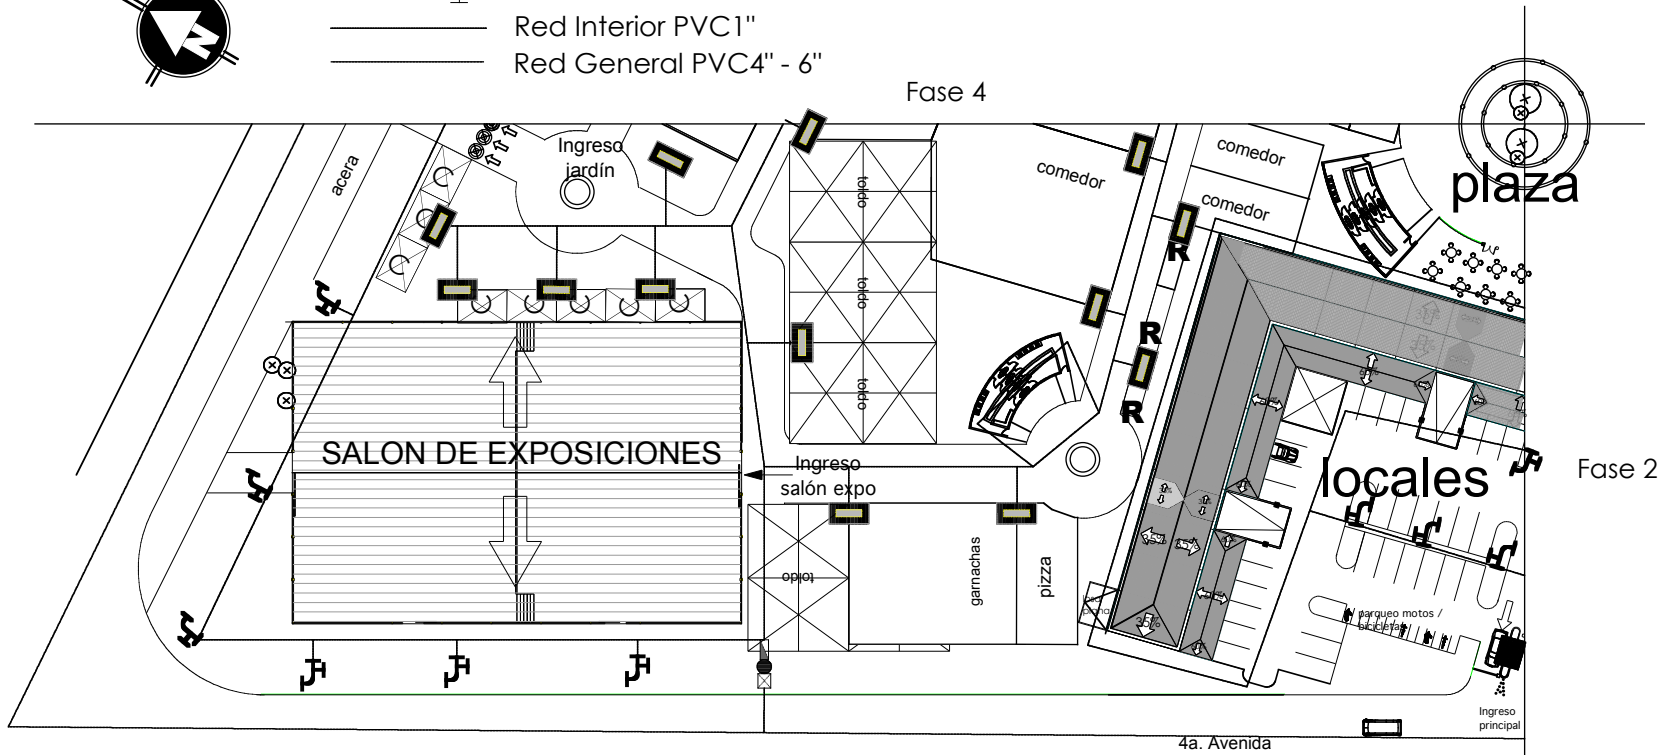 N
Red Interior PVC1"
Red General PVC4" - 6"
Fase 4
acera
Ingreso
jardín
toldo
toldo
toldo
comedor
comedor
comedor
plaza
R
R
R
SALON DE EXPOSICIONES
Ingreso
salón expo
locales
Fase 2
toldo
garnachas
pizza
35%
parqueo motos /
bicicletas
Ingreso
principal
4a. Avenida